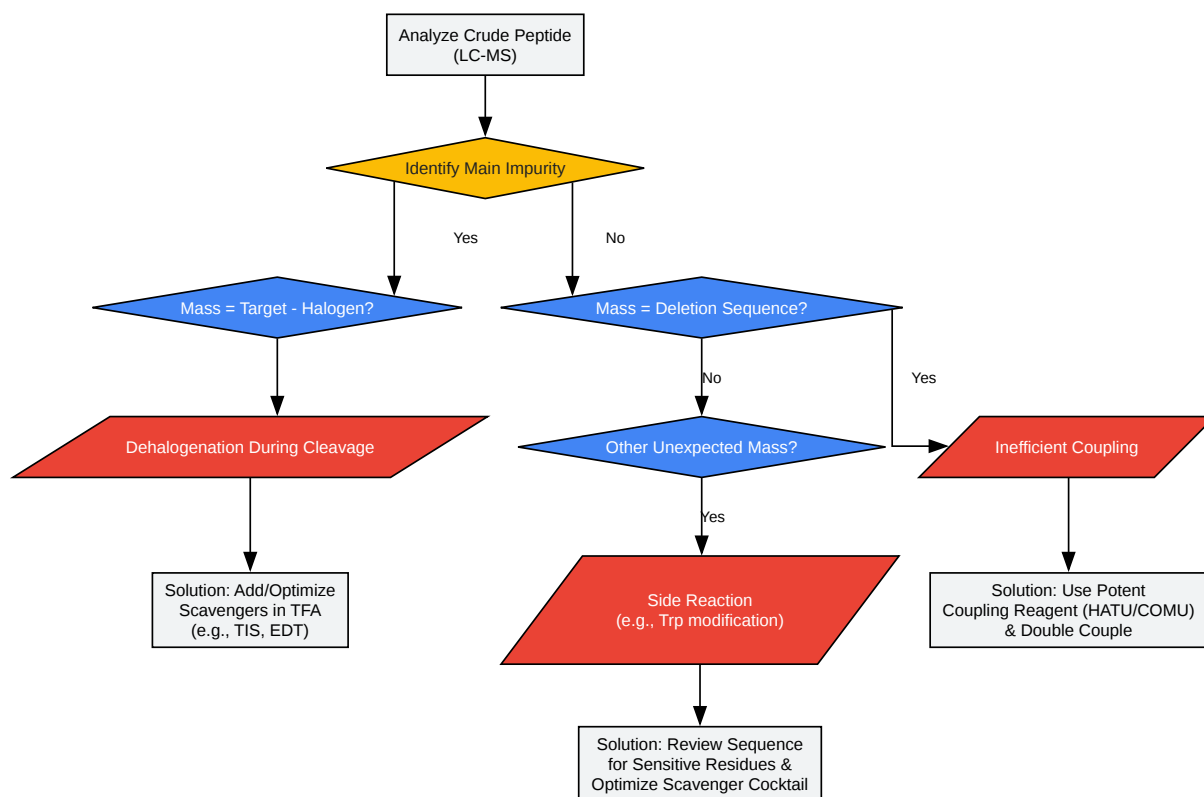 Analyze Crude Peptide
(LC-MS)
Identify Main Impurity
Yes
No
Mass = Target - Halogen?
Mass = Deletion Sequence?
No
Yes
Dehalogenation During Cleavage
Other Unexpected Mass?
Inefficient Coupling
Yes
Solution: Add/Optimize
Scavengers in TFA
(e.g., TIS, EDT)
Side Reaction
(e.g., Trp modification)
Solution: Use Potent
Coupling Reagent (HATU/COMU)
& Double Couple
Solution: Review Sequence
for Sensitive Residues &
Optimize Scavenger Cocktail